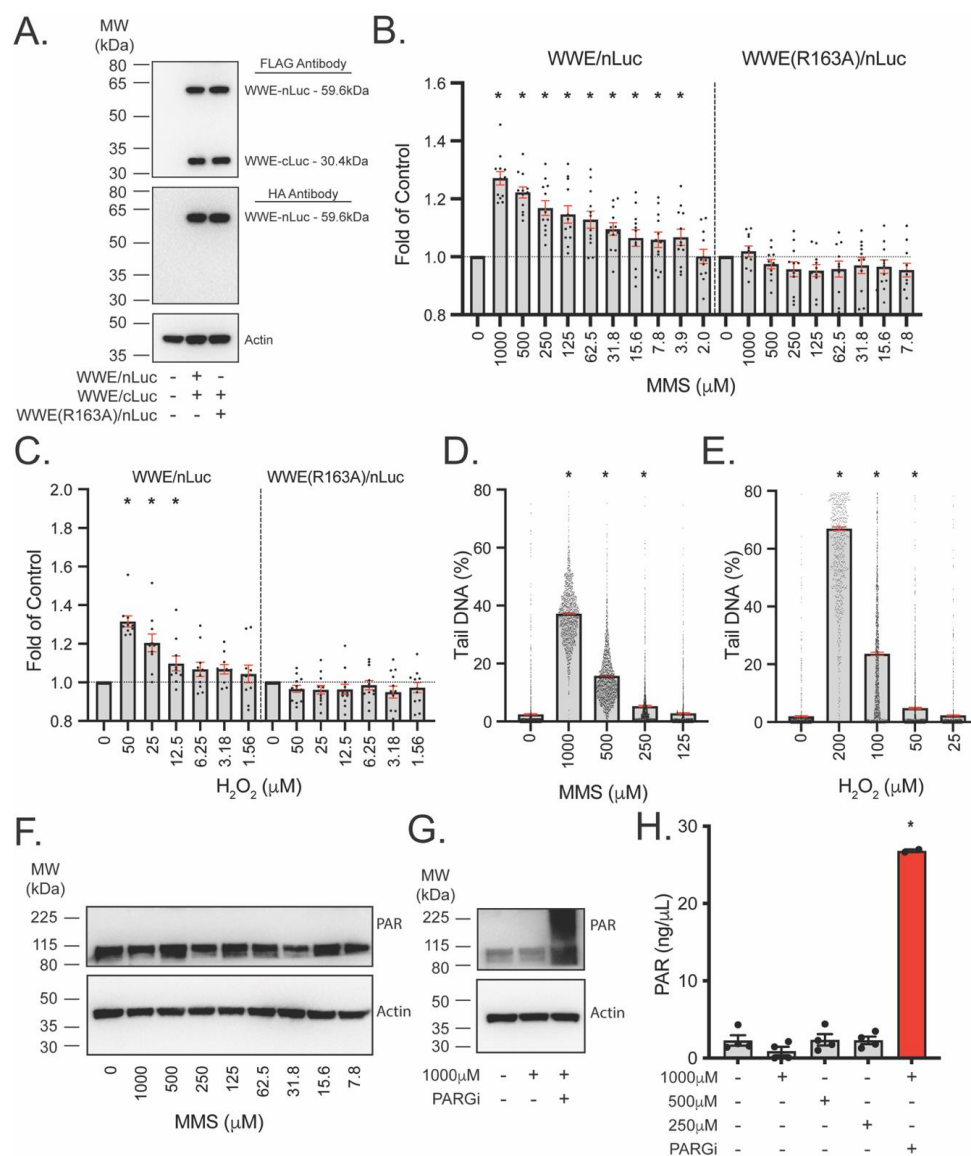 A.
MW
(kDa)
80
65
50
35
30
FLAG Antibody
WWE-nLuc - 59.6kDa
WWE-cLuc - 30.4kDa
80
65
50
35
30
HA Antibody
WWE-nLuc - 59.6kDa
50
35
Actin
WWE/nLuc - + -
WWE/cLuc - + +
WWE(R163A)/nLuc - - +
B.
WWE/nLuc WWE(R163A)/nLuc
* * * * * * * * *
Fold of Control
1.6
1.4
1.2
1.0
0.8
0 1000 500 250 125 62.5 31.8 15.6 7.8 3.9 2.0 0 1000 500 250 125 62.5 31.8 15.6 7.8
MMS (μM)
C.
WWE/nLuc WWE(R163A)/nLuc
* * *
Fold of Control
2.0
1.8
1.6
1.4
1.2
1.0
0.8
0 50 25 12.5 6.25 3.18 1.56 0 50 25 12.5 6.25 3.18 1.56
H₂O₂ (μM)
D.
* * *
Tail DNA (%)
80
60
40
20
0
0 1000 500 250 125
MMS (μM)
E.
* * *
Tail DNA (%)
80
60
40
20
0
0 200 100 50 25
H₂O₂ (μM)
F.
MW
(kDa)
225
115
80
PAR
50
35
30
Actin
0 1000 500 250 125 62.5 31.8 15.6 7.8
MMS (μM)
G.
MW
(kDa)
225
115
80
PAR
50
35
30
Actin
1000μM - + +
PARGi - - +
H.
*
PAR (ng/μL)
30
20
10
0
1000μM - + - - +
500μM - - + - -
250μM - - - + -
PARGi - - - - +